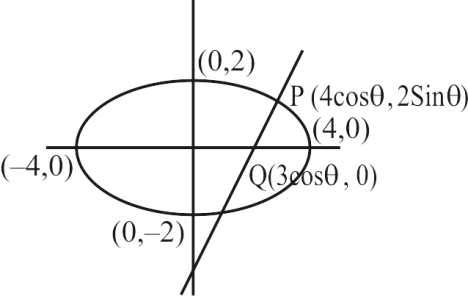 (0,2)
P (4cosθ, 2Sinθ)
(4,0)
(–4,0)
Q(3cosθ, 0)
(0,–2)